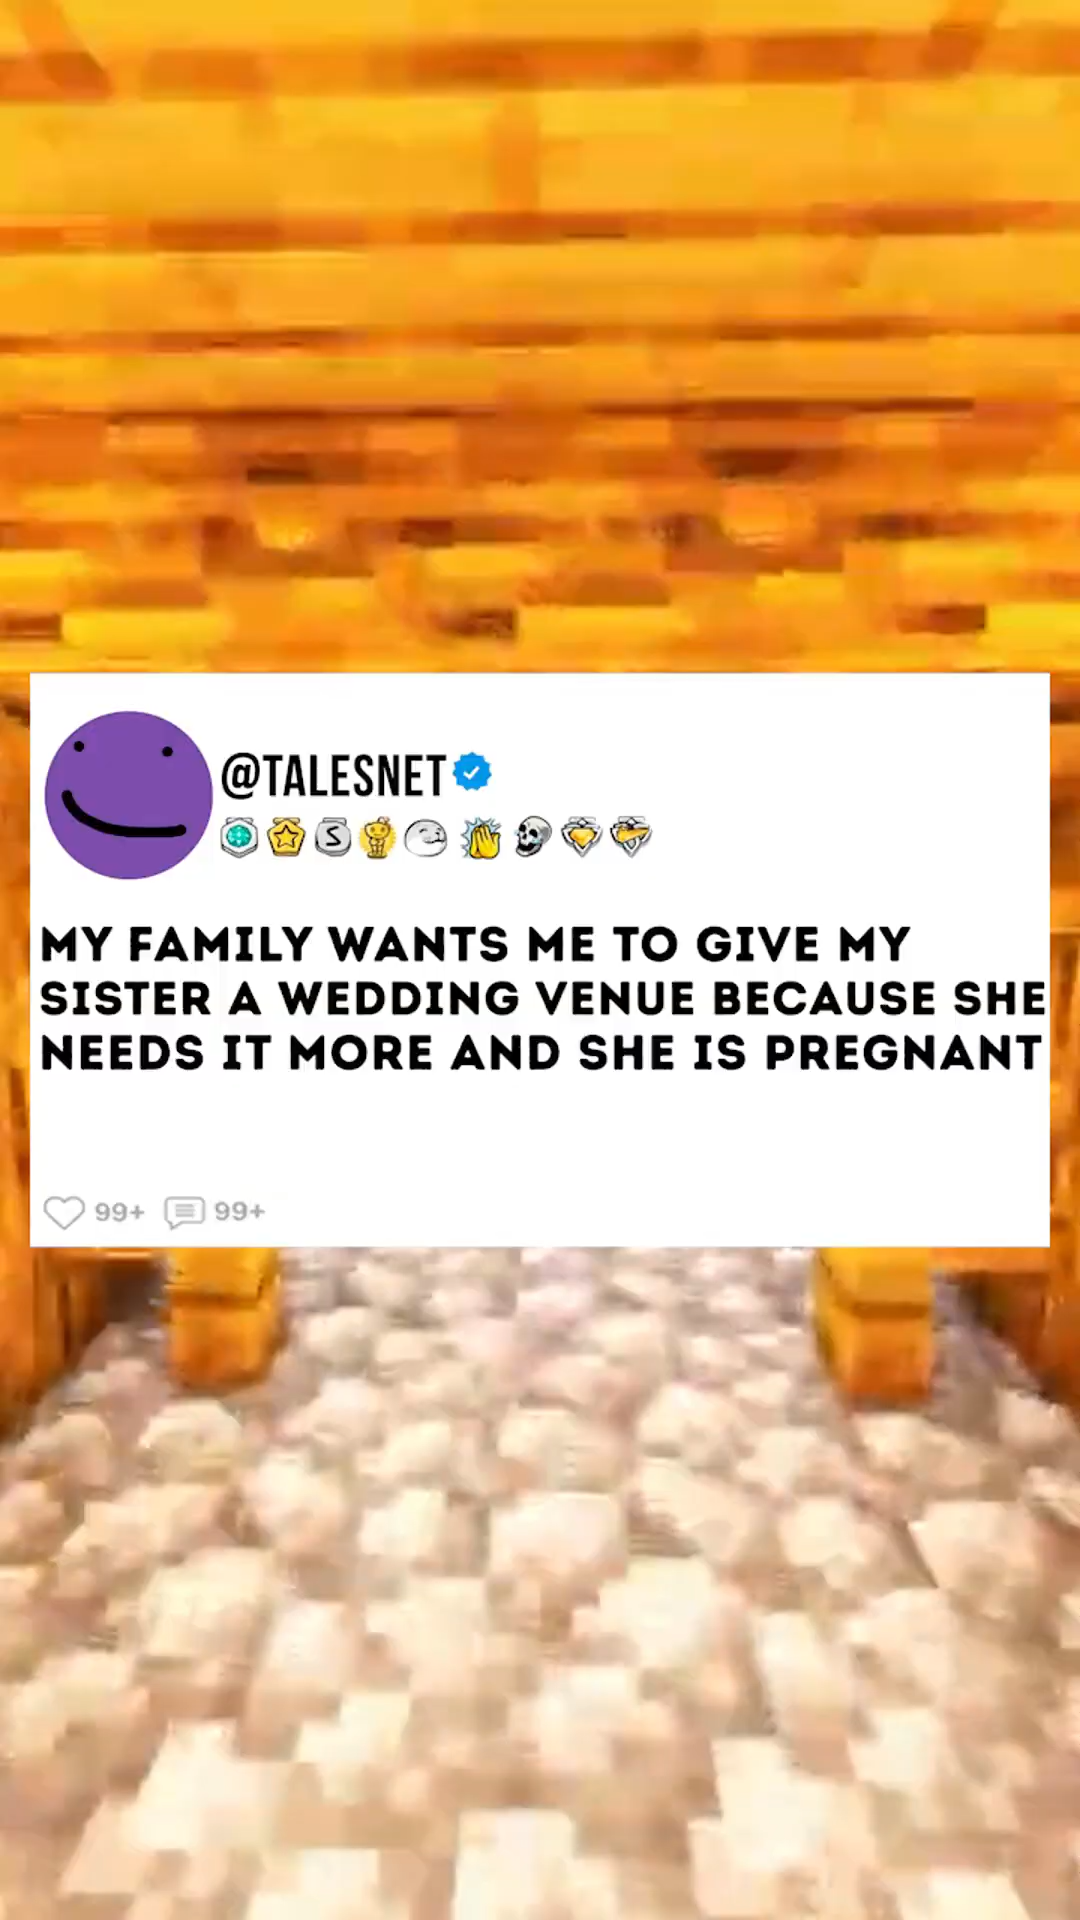 @TALESNET
MY FAMILY WANTS ME TO GIVE MY
SISTER A WEDDING VENUE BECAUSE SHE
NEEDS IT MORE AND SHE IS PREGNANT
99+ 99+